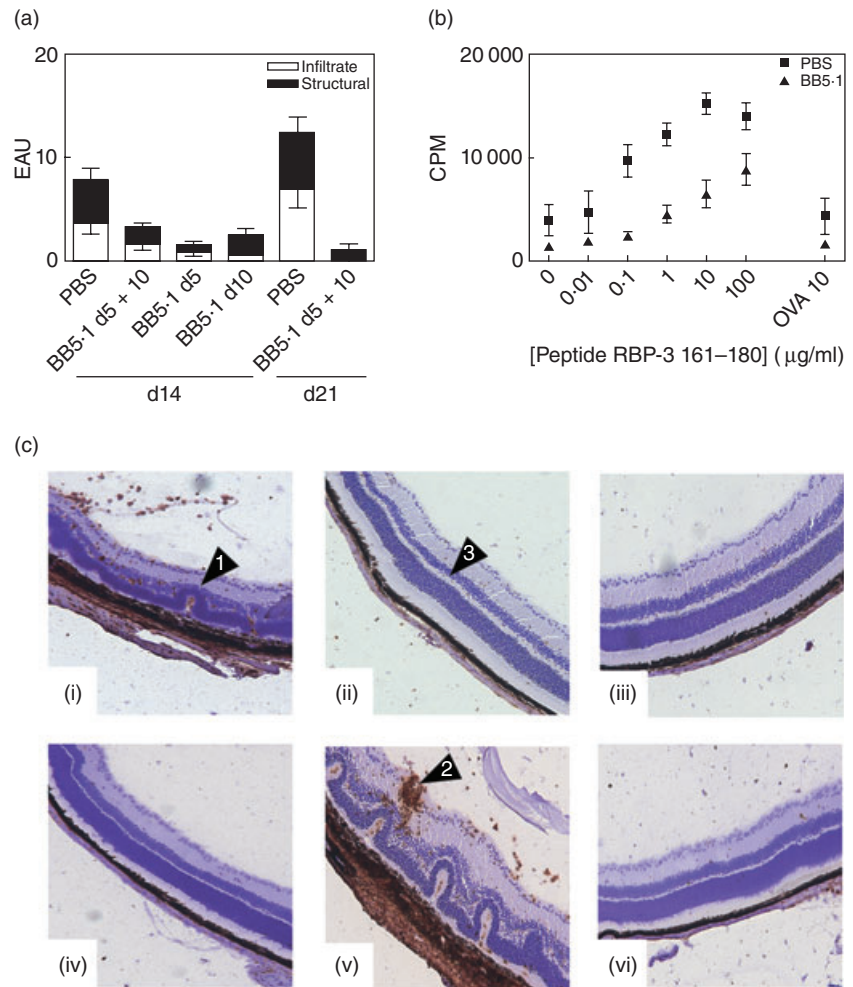 (a)
20
10
0
EAU
Infiltrate
Structural
PBS
BB5·1 d5 + 10
BB5·1 d5
BB5·1 d10
PBS
BB5·1 d5 + 10
d14
d21
(b)
20 000
10 000
0
CPM
PBS
BB5·1
0
0·01
0·1
1
10
100
OVA 10
[Peptide RBP-3 161–180] (μg/ml)
(c)
1
(i)
3
(ii)
(iii)
(iv)
2
(v)
(vi)